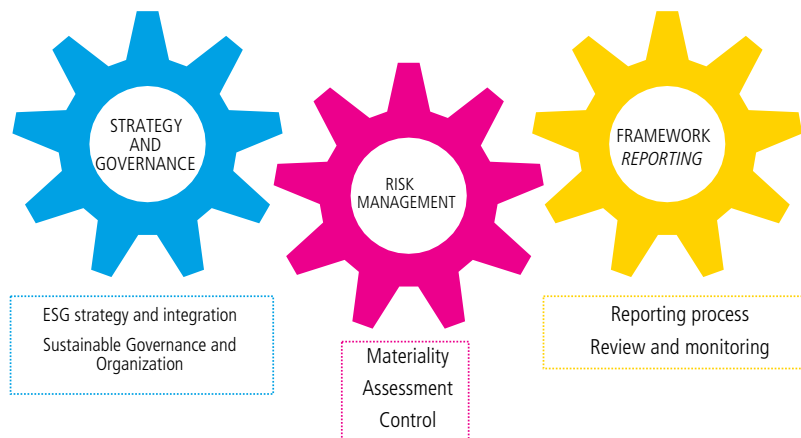 STRATEGY
AND
GOVERNANCE
RISK
MANAGEMENT
FRAMEWORK
REPORTING
ESG strategy and integration
Sustainable Governance and
Organization
Materiality
Assessment
Control
Reporting process
Review and monitoring